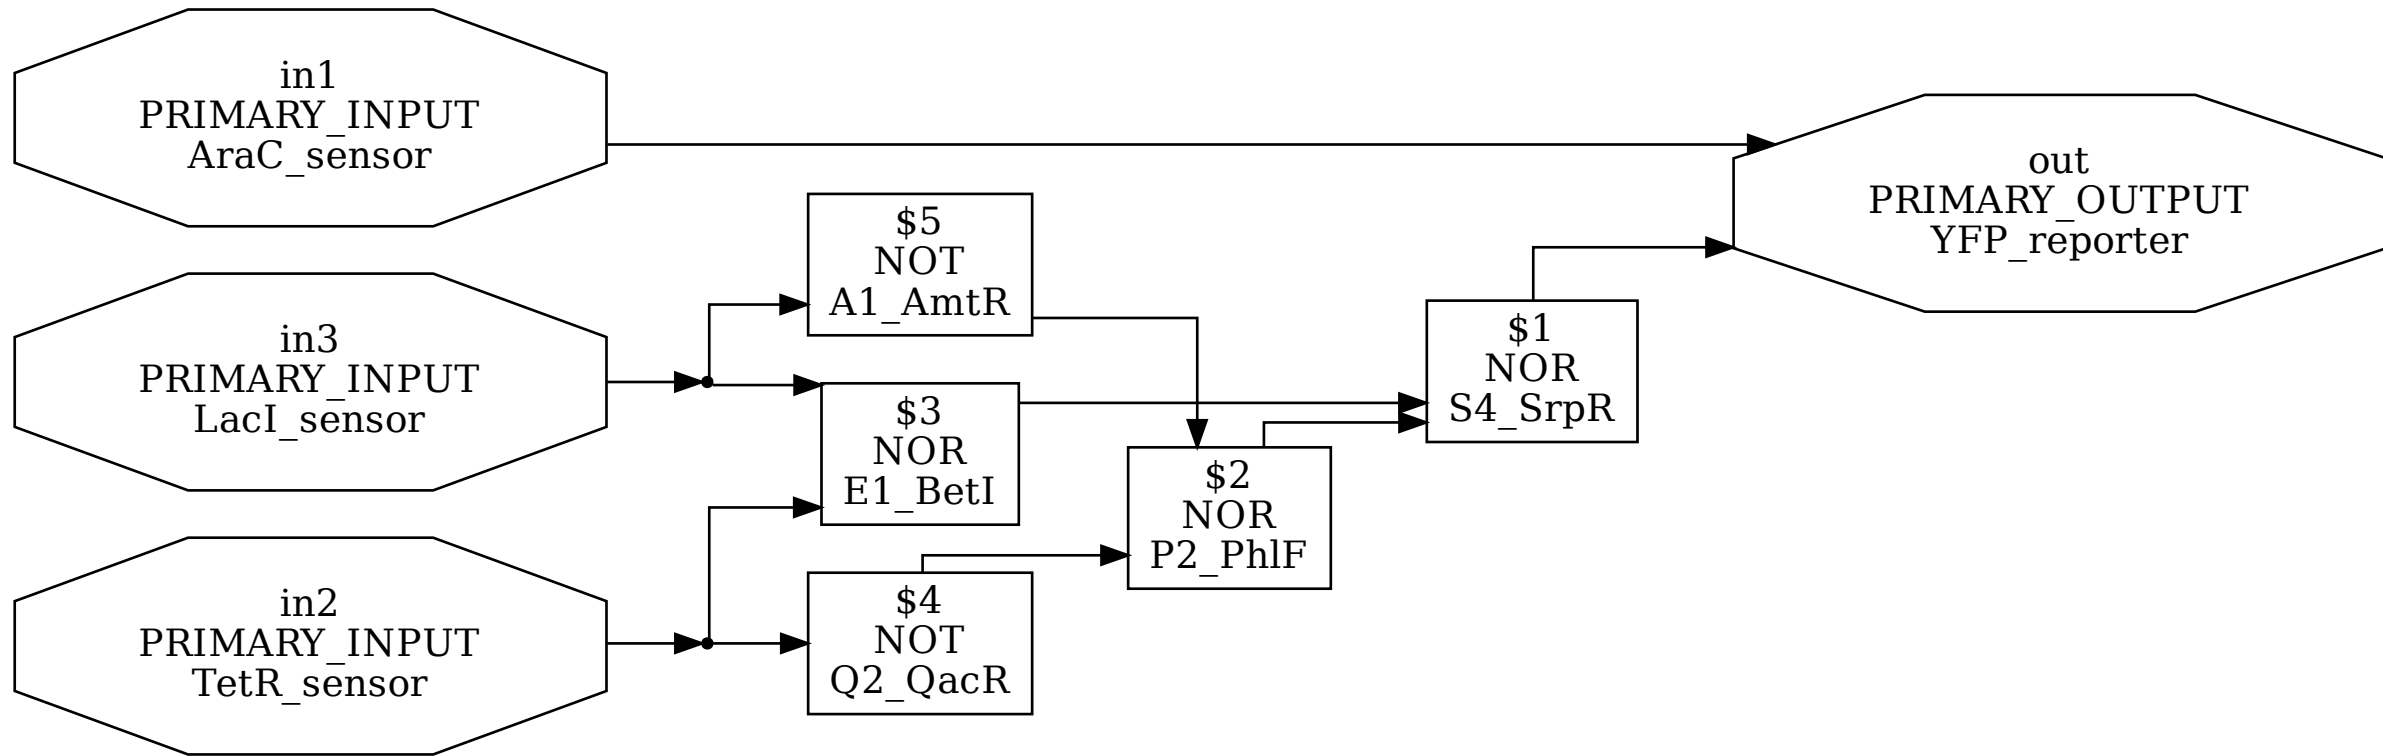 in1
PRIMARY_INPUT
AraC_sensor
out
PRIMARY_OUTPUT
YFP_reporter
$5
NOT
A1_AmtR
in3
PRIMARY_INPUT
LacI_sensor
$1
NOR
S4_SrpR
$3
NOR
E1_BetI
$2
NOR
P2_PhlF
in2
PRIMARY_INPUT
TetR_sensor
$4
NOT
Q2_QacR